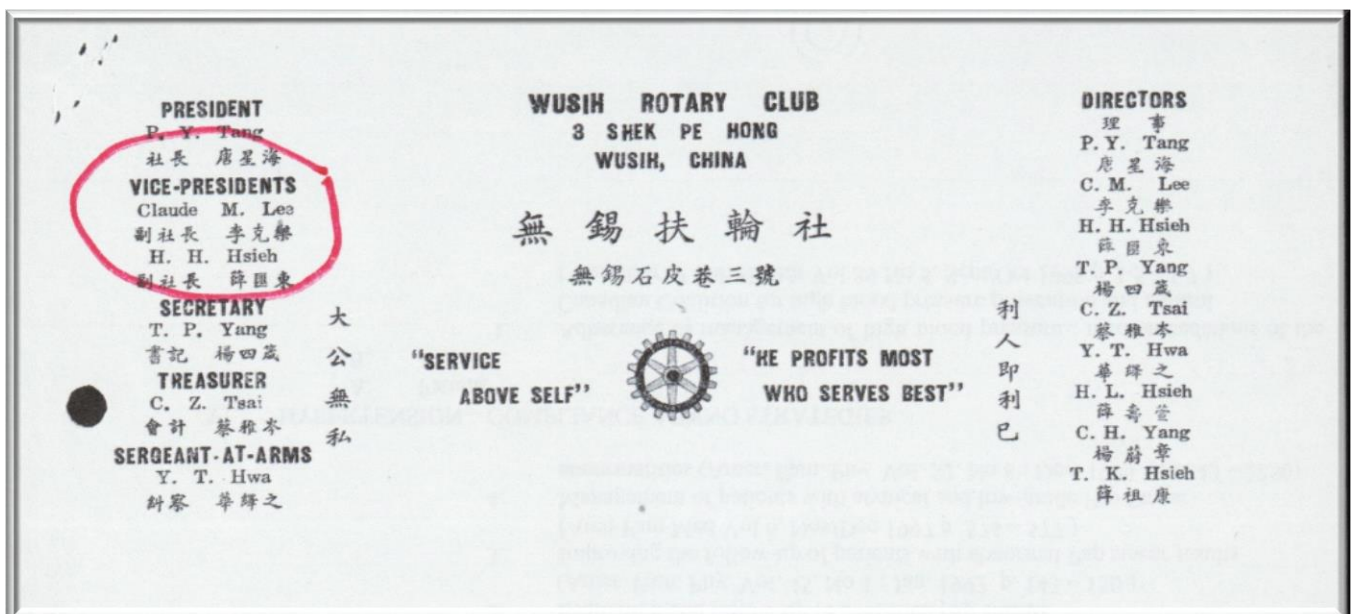 PRESIDENT
P. Y. Tang
社長 唐星海
VICE-PRESIDENTS
Claude M. Lee
副社長 李克樂
H. H. Hsieh
副社長 薛匯東
SECRETARY
T. P. Yang
書記 楊四箴
TREASURER
C. Z. Tsai
會計 蔡雅岑
SERGEANT-AT-ARMS
Y. T. Hwa
糾察 華繹之
大公無私
WUSIH ROTARY CLUB
3 SHEK PE HONG
WUSIH, CHINA
無錫扶輪社
無錫石皮巷三號
"SERVICE
ABOVE SELF"
"HE PROFITS MOST
WHO SERVES BEST"
利人即利己
DIRECTORS
理事
P. Y. Tang
唐星海
C. M. Lee
李克樂
H. H. Hsieh
薛匯東
T. P. Yang
楊四箴
C. Z. Tsai
蔡雅岑
Y. T. Hwa
華繹之
H. L. Hsieh
薛壽萱
C. H. Yang
楊蔚章
T. K. Hsieh
薛祖康